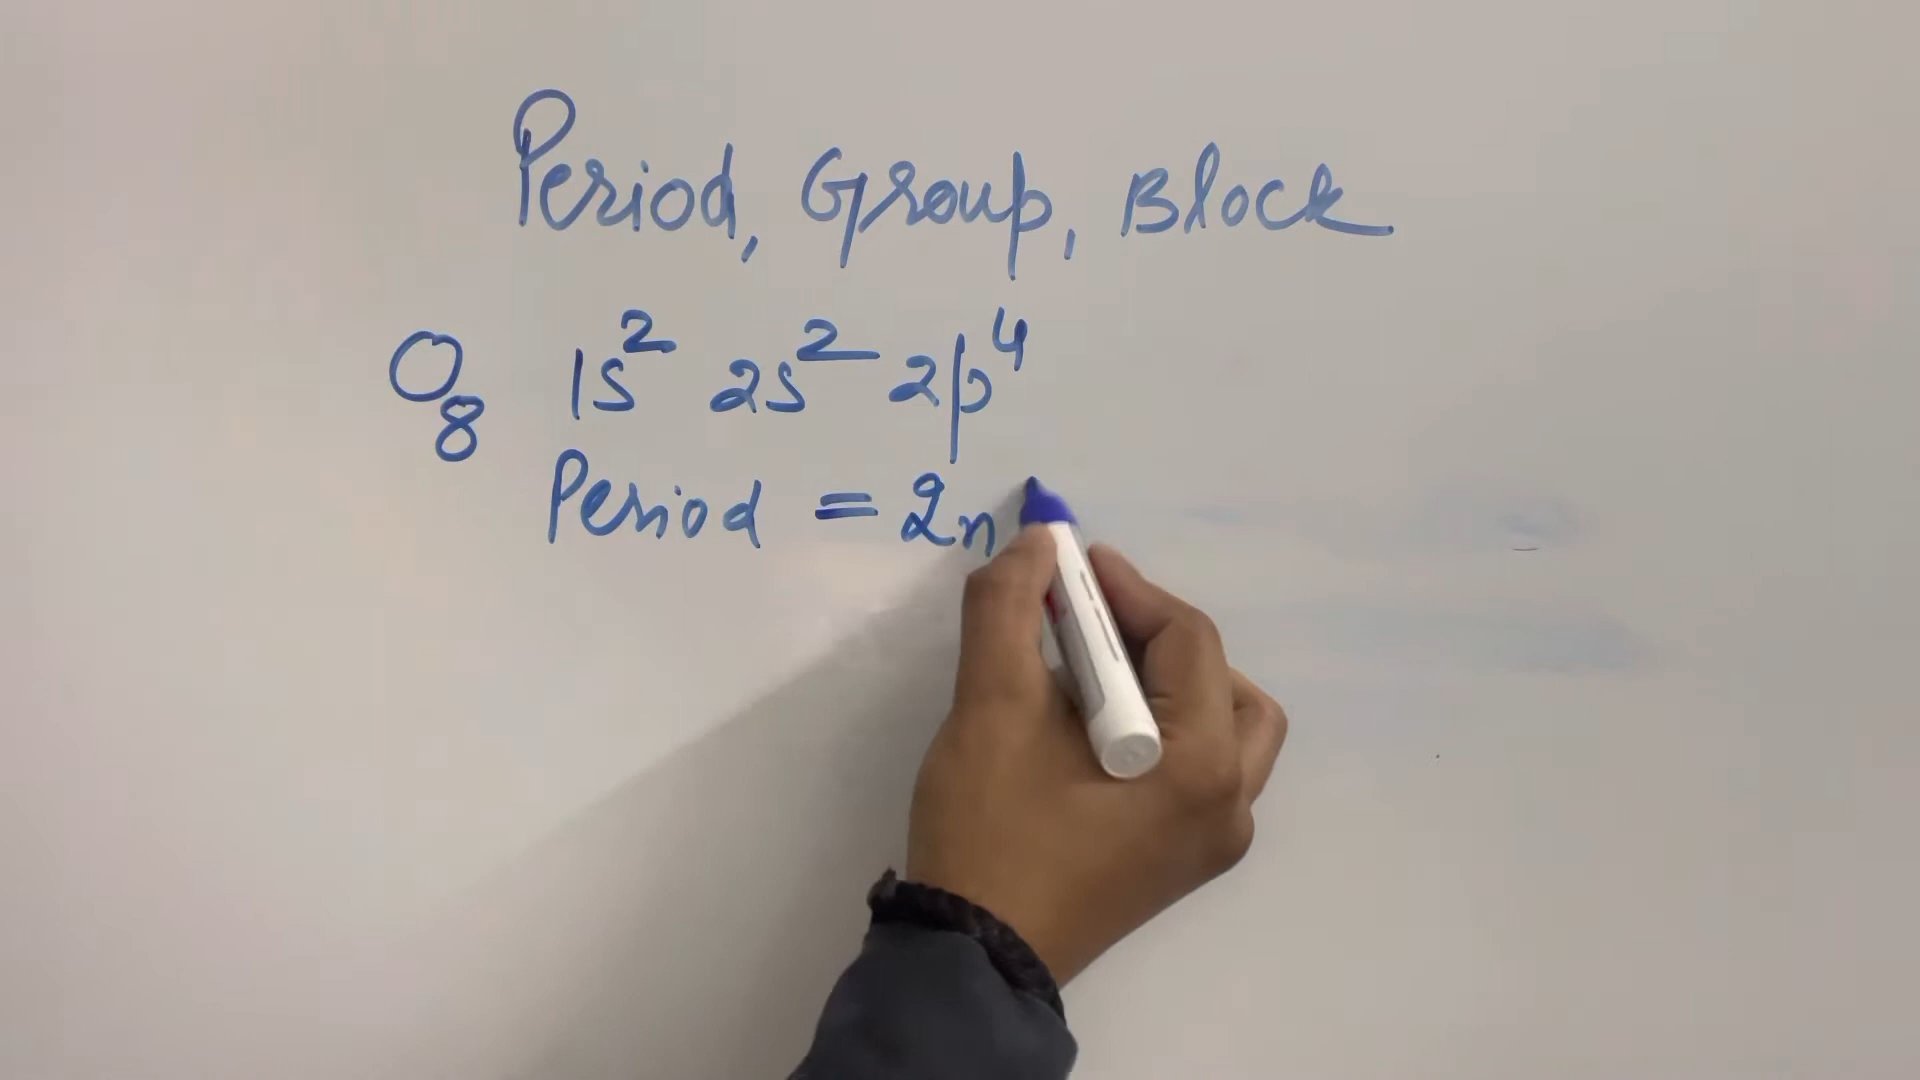 Period, Group, Block
O₈ 1s² 2s² 2p⁴
Period = 2n